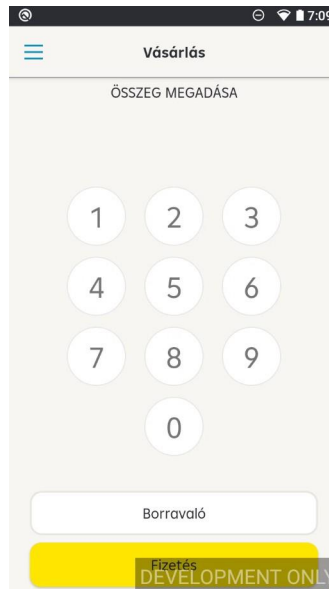 7:09
Vásárlás
ÖSSZEG MEGADÁSA
1 2 3
4 5 6
7 8 9
0
Borravaló
Fizetés
DEVELOPMENT ONLY